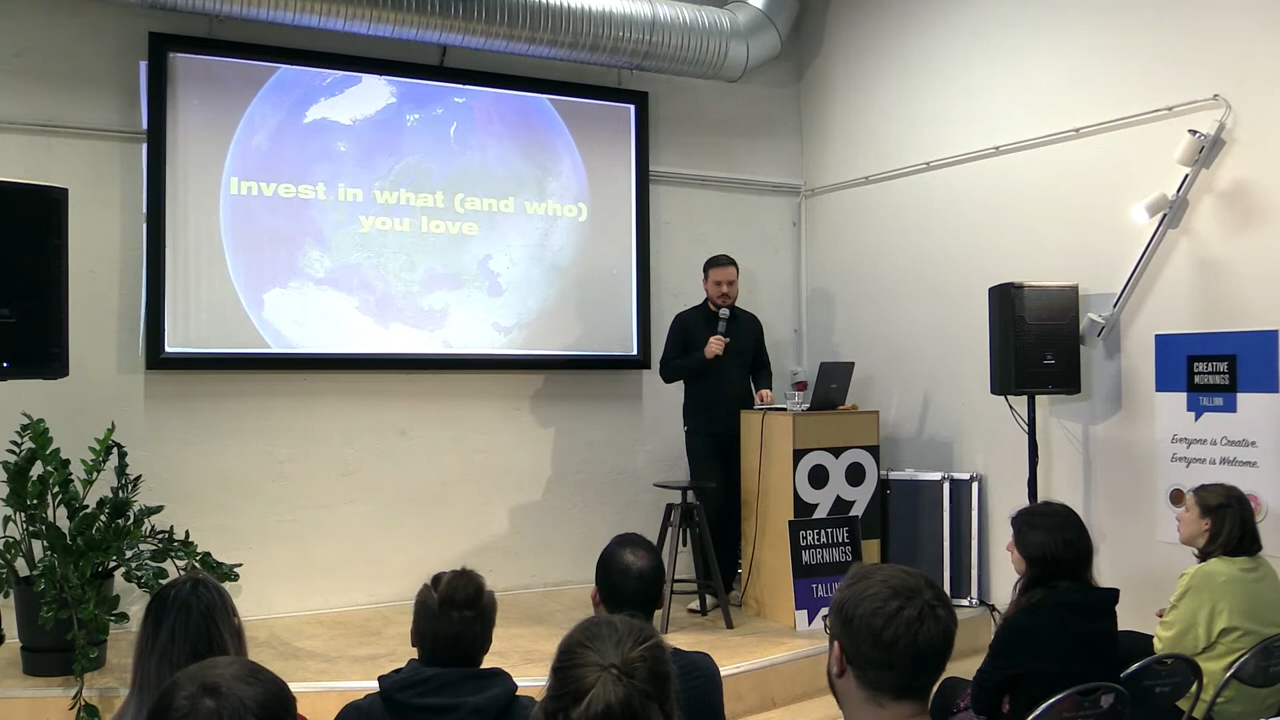 Invest in what (and who)
you love
99
CREATIVE
MORNINGS
TALLINN
CREATIVE
MORNINGS
TALLINN
Everyone is Creative.
Everyone is Welcome.